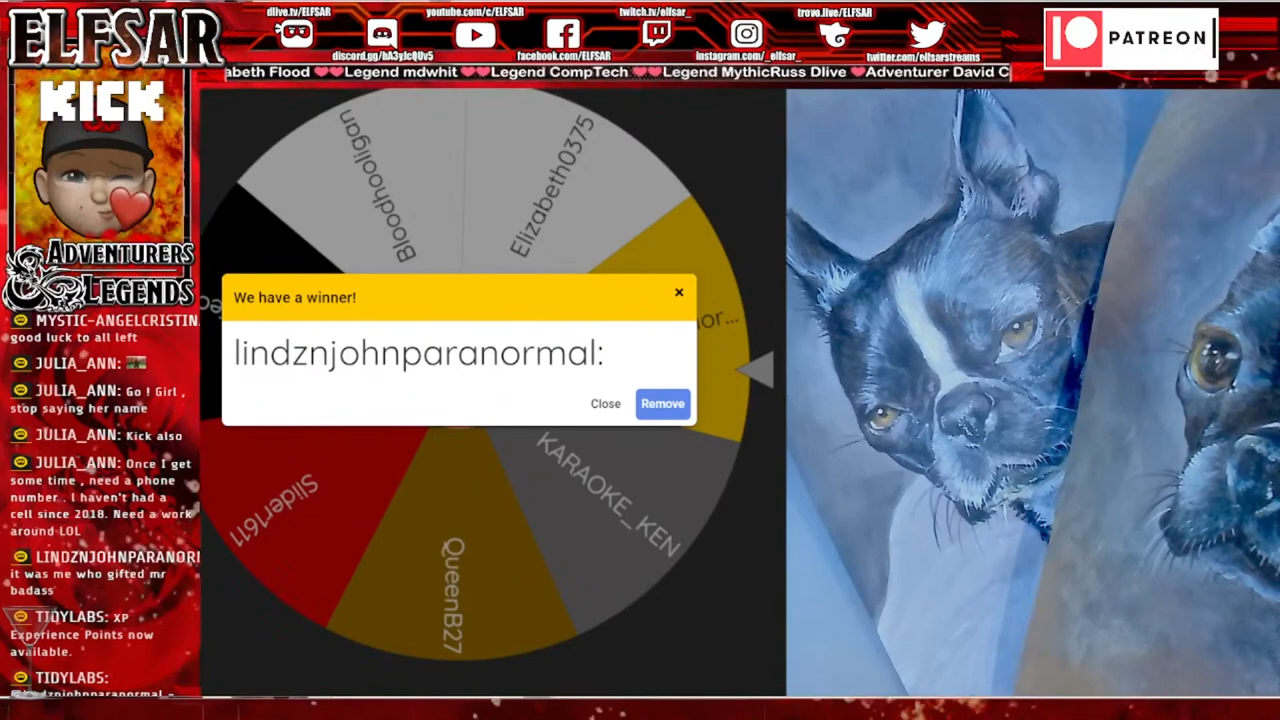 ELFSAR
dlive.tv/ELFSAR
youtube.com/c/ELFSAR
twitch.tv/elfsar_
trovo.live/ELFSAR
discord.gg/hA3yJcQUv5
facebook.com/ELFSAR
instagram.com/_elfsar_
twitter.com/elfsarstreams
PATREON
abeth Flood ❤❤Legend mdwhit ❤❤Legend CompTech ❤❤Legend MythicRuss Dlive ❤Adventurer David C
KICK
ADVENTURERS
& LEGENDS
MYSTIC-ANGELCRISTIN
good luck to all left
JULIA_ANN:
JULIA_ANN: Go ! Girl ,
stop saying her name
JULIA_ANN: Kick also
JULIA_ANN: Once I get
some time , need a phone
number . I haven't had a
cell since 2018. Need a work
around LOL
LINDZNJOHNPARANOR
it was me who gifted mr
badass
TIDYLABS: XP
Experience Points now
available.
TIDYLABS:
@lindznjohnparanormal -
Bloodhooligan
Elizabeth0375
or...
We have a winner!
×
lindznjohnparanormal:
Close
Remove
KARAOKE_KEN
QueenB27
Slider1611